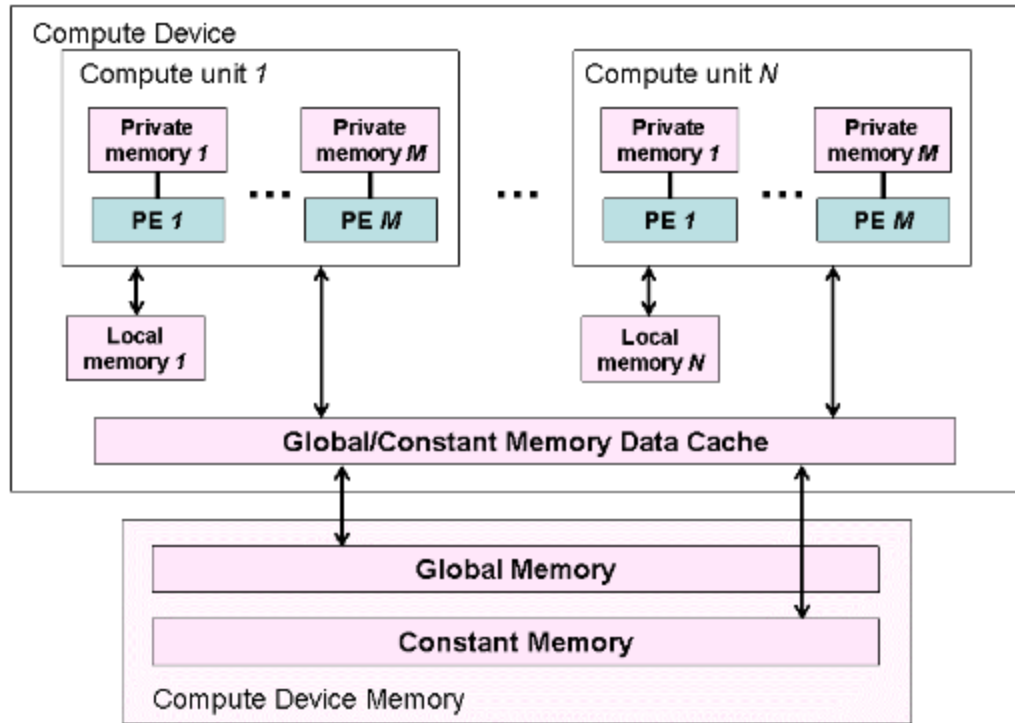 Compute Device
Compute unit 1
Compute unit N
Private
memory 1
Private
memory M
Private
memory 1
Private
memory M
...
...
...
PE 1
PE M
PE 1
PE M
Local
memory 1
Local
memory N
Global/Constant Memory Data Cache
Global Memory
Constant Memory
Compute Device Memory